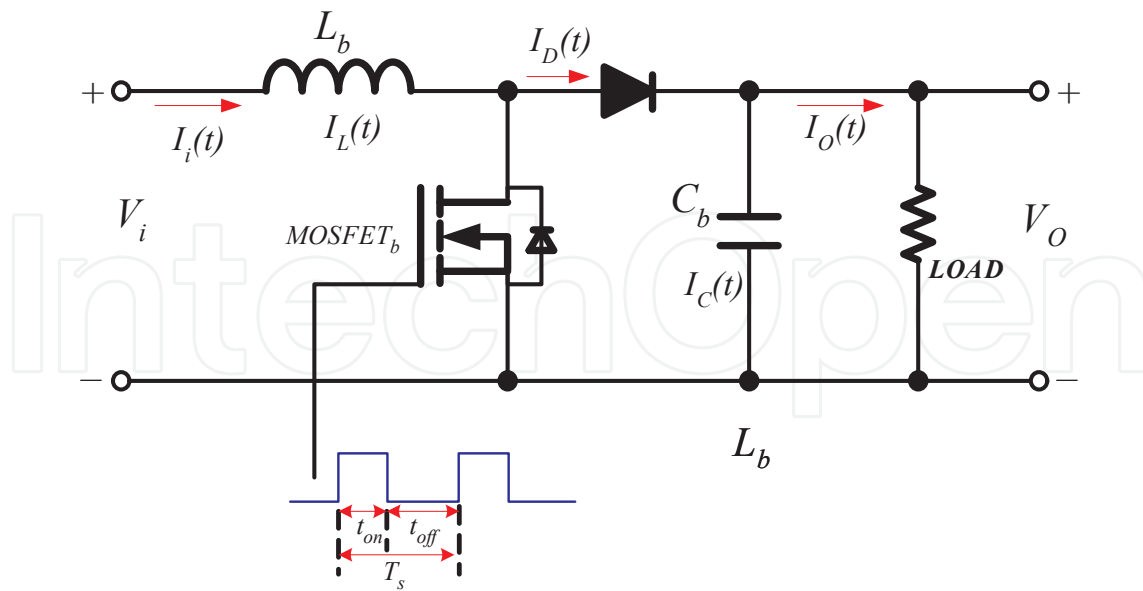 L_b
I_D(t)
+
+
I_i(t)
I_L(t)
I_O(t)
V_i
MOSFET_b
C_b
V_O
LOAD
I_C(t)
IntechOpen
−
−
L_b
t_on
t_off
T_s